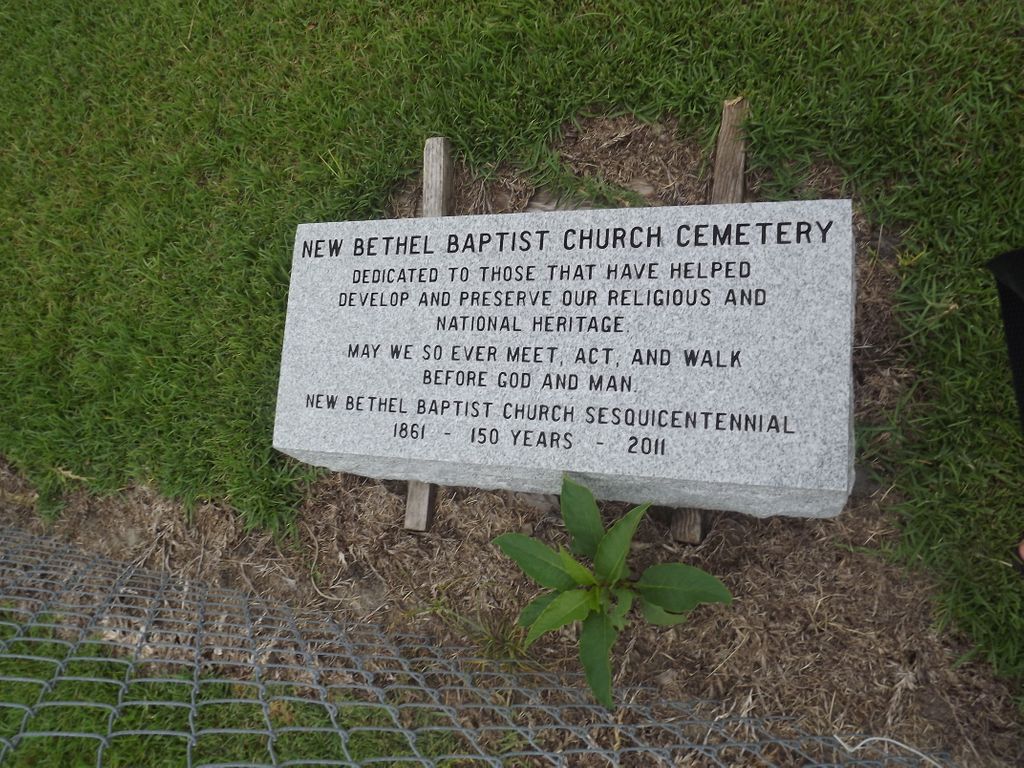 NEW BETHEL BAPTIST CHURCH CEMETERY
DEDICATED TO THOSE THAT HAVE HELPED
DEVELOP AND PRESERVE OUR RELIGIOUS AND
NATIONAL HERITAGE.
MAY WE SO EVER MEET, ACT, AND WALK
BEFORE GOD AND MAN.
NEW BETHEL BAPTIST CHURCH SESQUICENTENNIAL
1861 - 150 YEARS - 2011